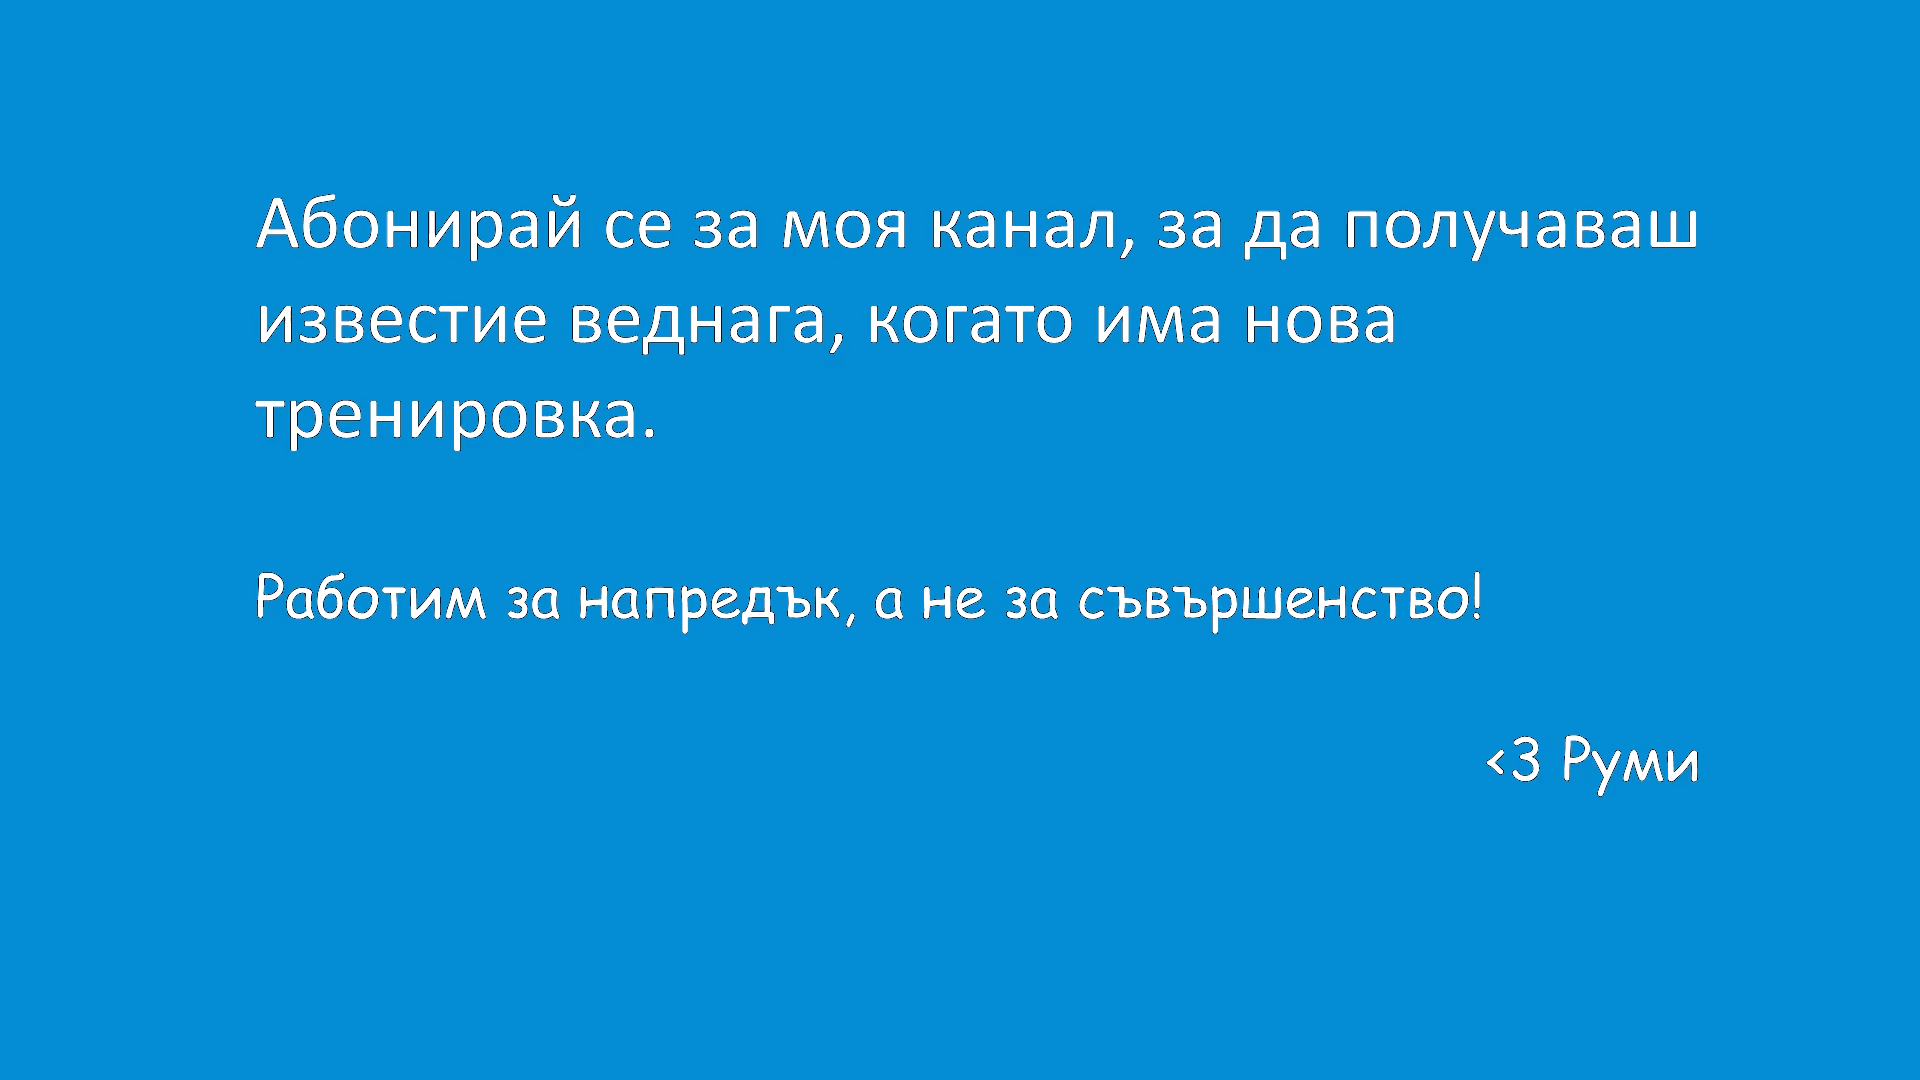 Абонирай се за моя канал, за да получаваш
известие веднага, когато има нова
тренировка.
Работим за напредък, а не за съвършенство!
<3 Руми